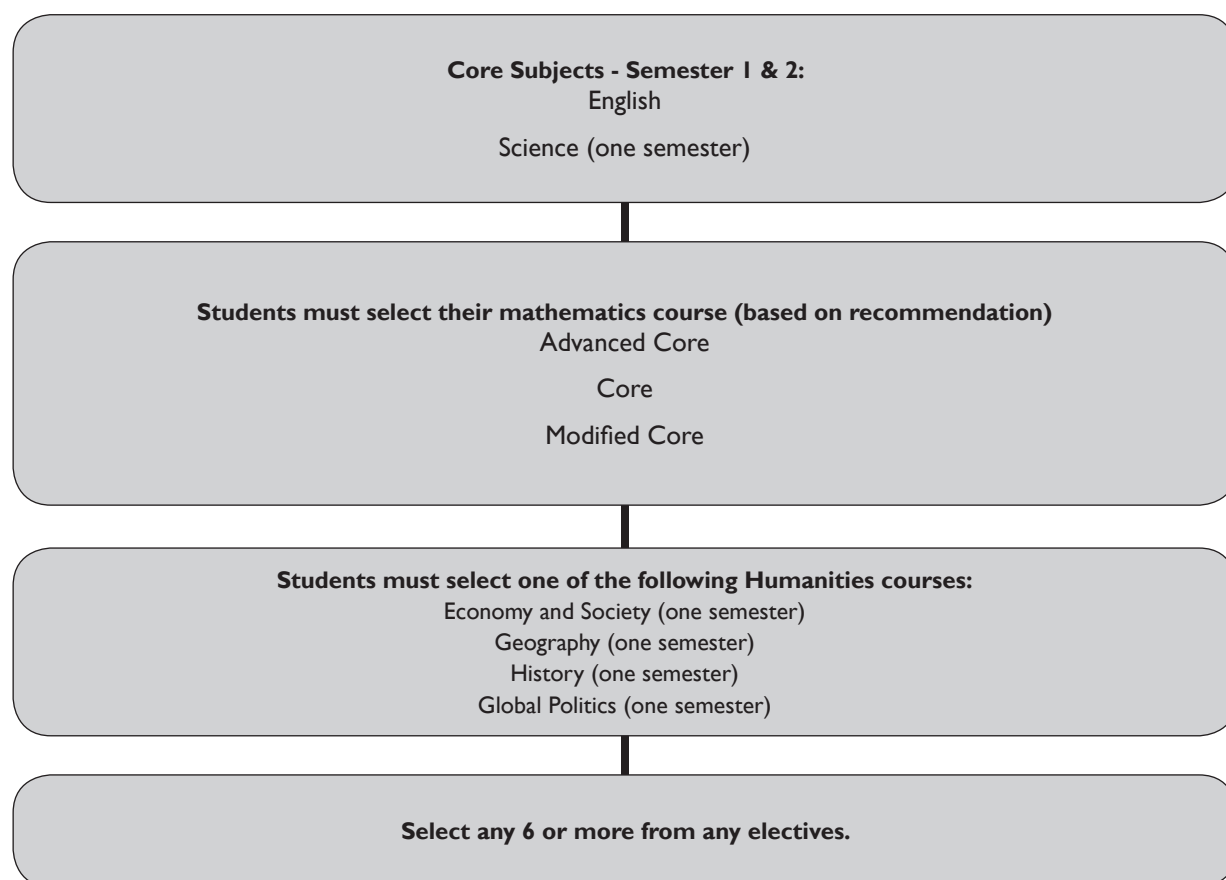 Core Subjects - Semester 1 & 2:
English
Science (one semester)
Students must select their mathematics course (based on recommendation)
Advanced Core
Core
Modified Core
Students must select one of the following Humanities courses:
Economy and Society (one semester)
Geography (one semester)
History (one semester)
Global Politics (one semester)
Select any 6 or more from any electives.